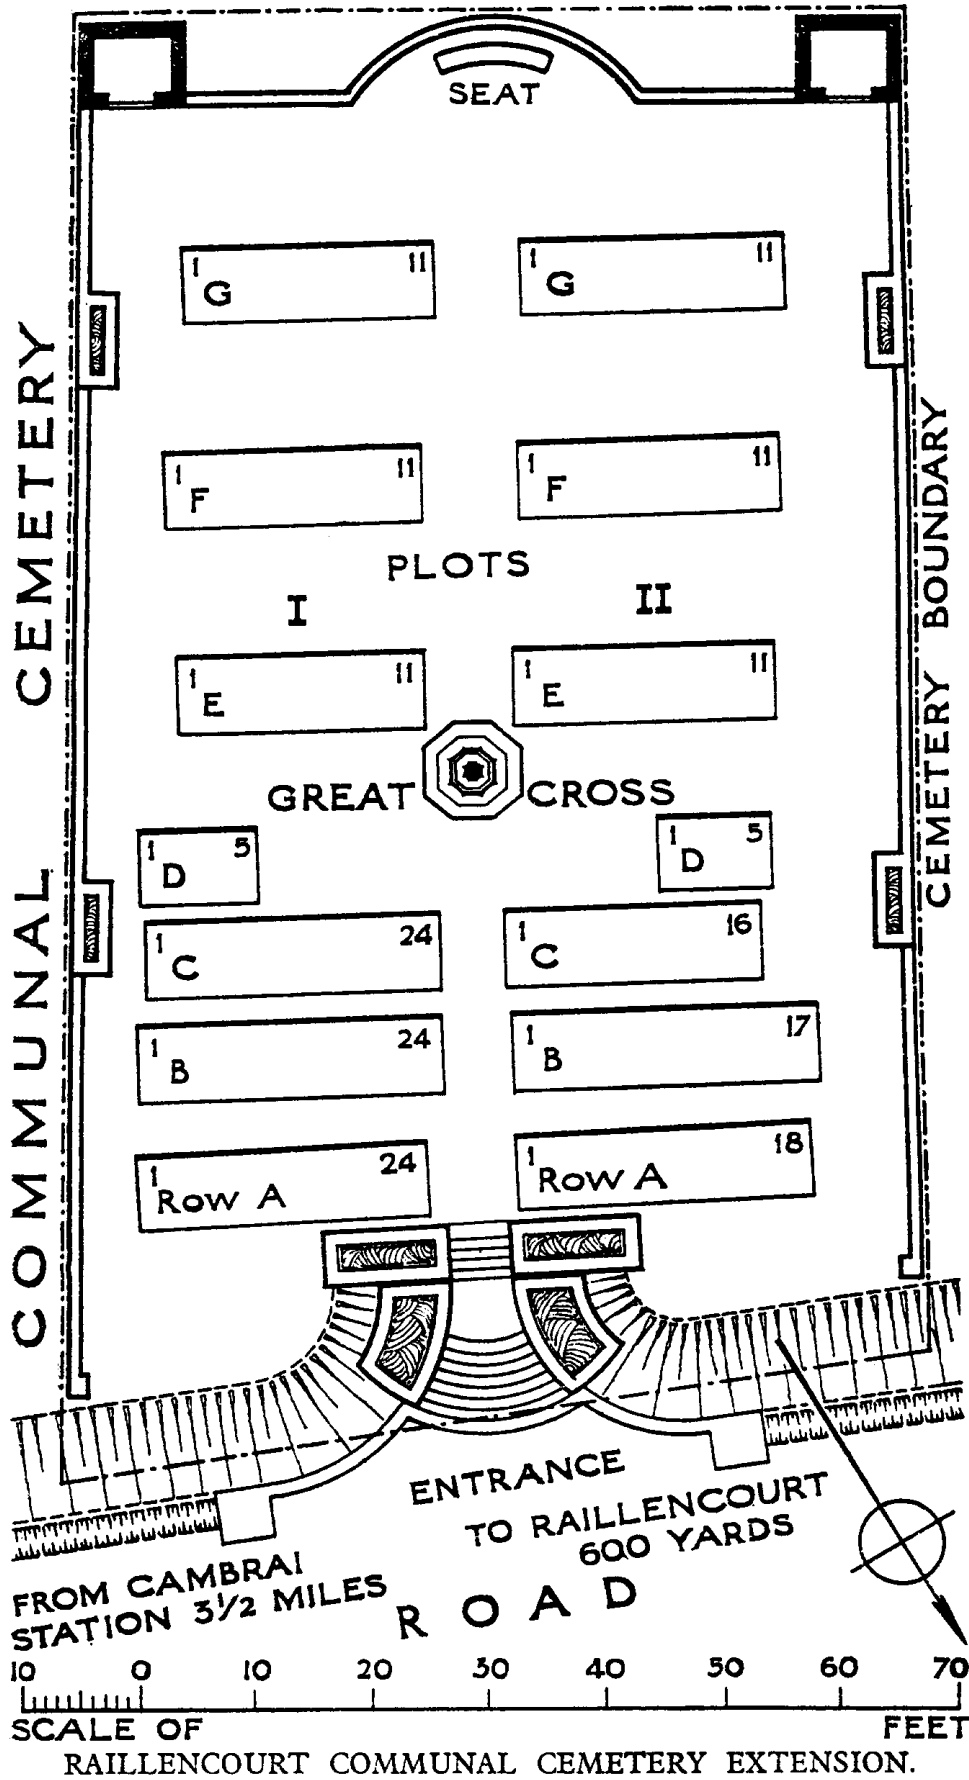 SEAT
1 11 1 11
G G
1 11 1 11
F F
PLOTS
I II
1 11 1 11
E E
GREAT CROSS
1 5 1 5
D D
1 24 1 16
C C
1 24 1 17
B B
1 24 1 18
ROW A ROW A
COMMUNAL CEMETERY
CEMETERY BOUNDARY
ENTRANCE
TO RAILLENCOURT
600 YARDS
FROM CAMBRAI
STATION 3½ MILES
ROAD
10 0 10 20 30 40 50 60 70
SCALE OF FEET
RAILLENCOURT COMMUNAL CEMETERY EXTENSION.